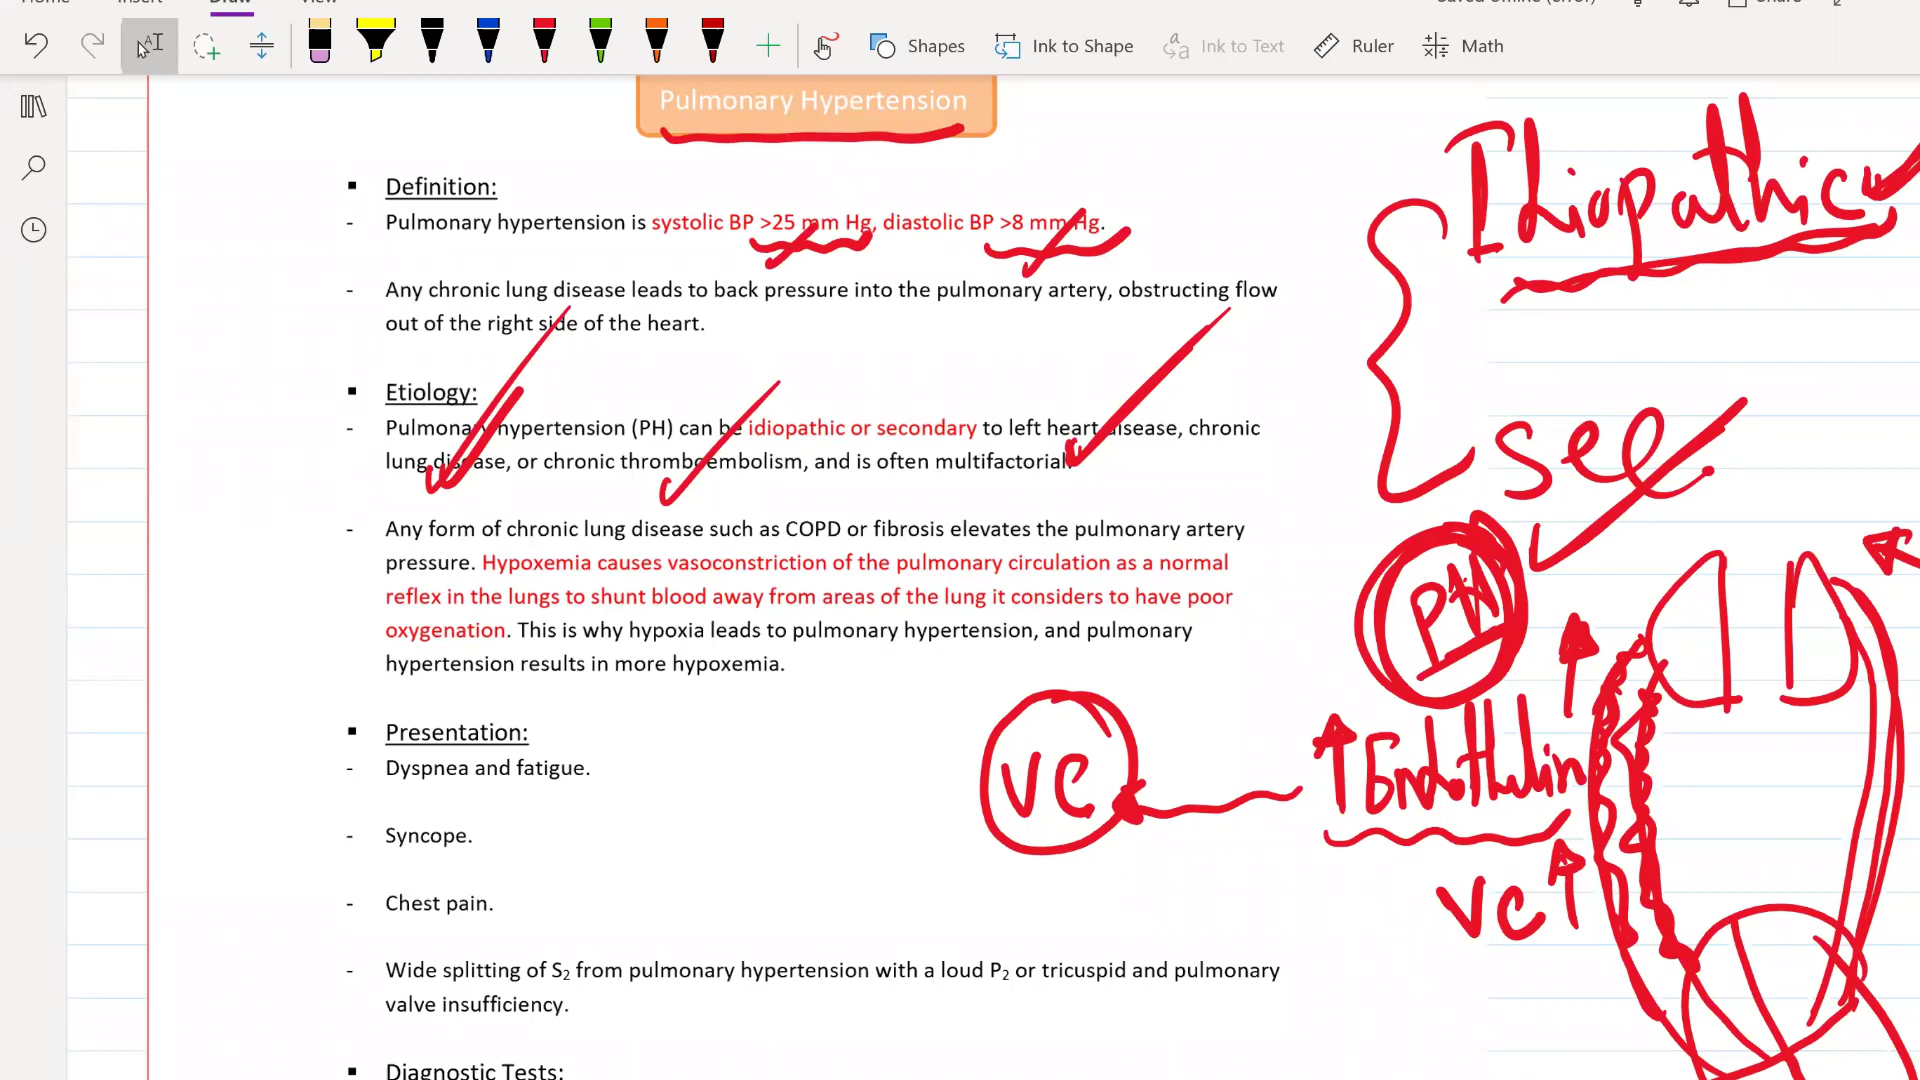 Shapes
Ink to Shape
Ink to Text
Ruler
Math
Pulmonary Hypertension
▪ Definition:
- Pulmonary hypertension is systolic BP >25 mm Hg, diastolic BP >8 mm Hg.
- Any chronic lung disease leads to back pressure into the pulmonary artery, obstructing flow
out of the right side of the heart.
▪ Etiology:
- Pulmonary hypertension (PH) can be idiopathic or secondary to left heart disease, chronic
lung disease, or chronic thromboembolism, and is often multifactorial.
- Any form of chronic lung disease such as COPD or fibrosis elevates the pulmonary artery
pressure. Hypoxemia causes vasoconstriction of the pulmonary circulation as a normal
reflex in the lungs to shunt blood away from areas of the lung it considers to have poor
oxygenation. This is why hypoxia leads to pulmonary hypertension, and pulmonary
hypertension results in more hypoxemia.
▪ Presentation:
- Dyspnea and fatigue.
- Syncope.
- Chest pain.
- Wide splitting of S2 from pulmonary hypertension with a loud P2 or tricuspid and pulmonary
valve insufficiency.
▪ Diagnostic Tests:
Idiopathic
sec
PH
↑ Endothelin
VC
VC ↑